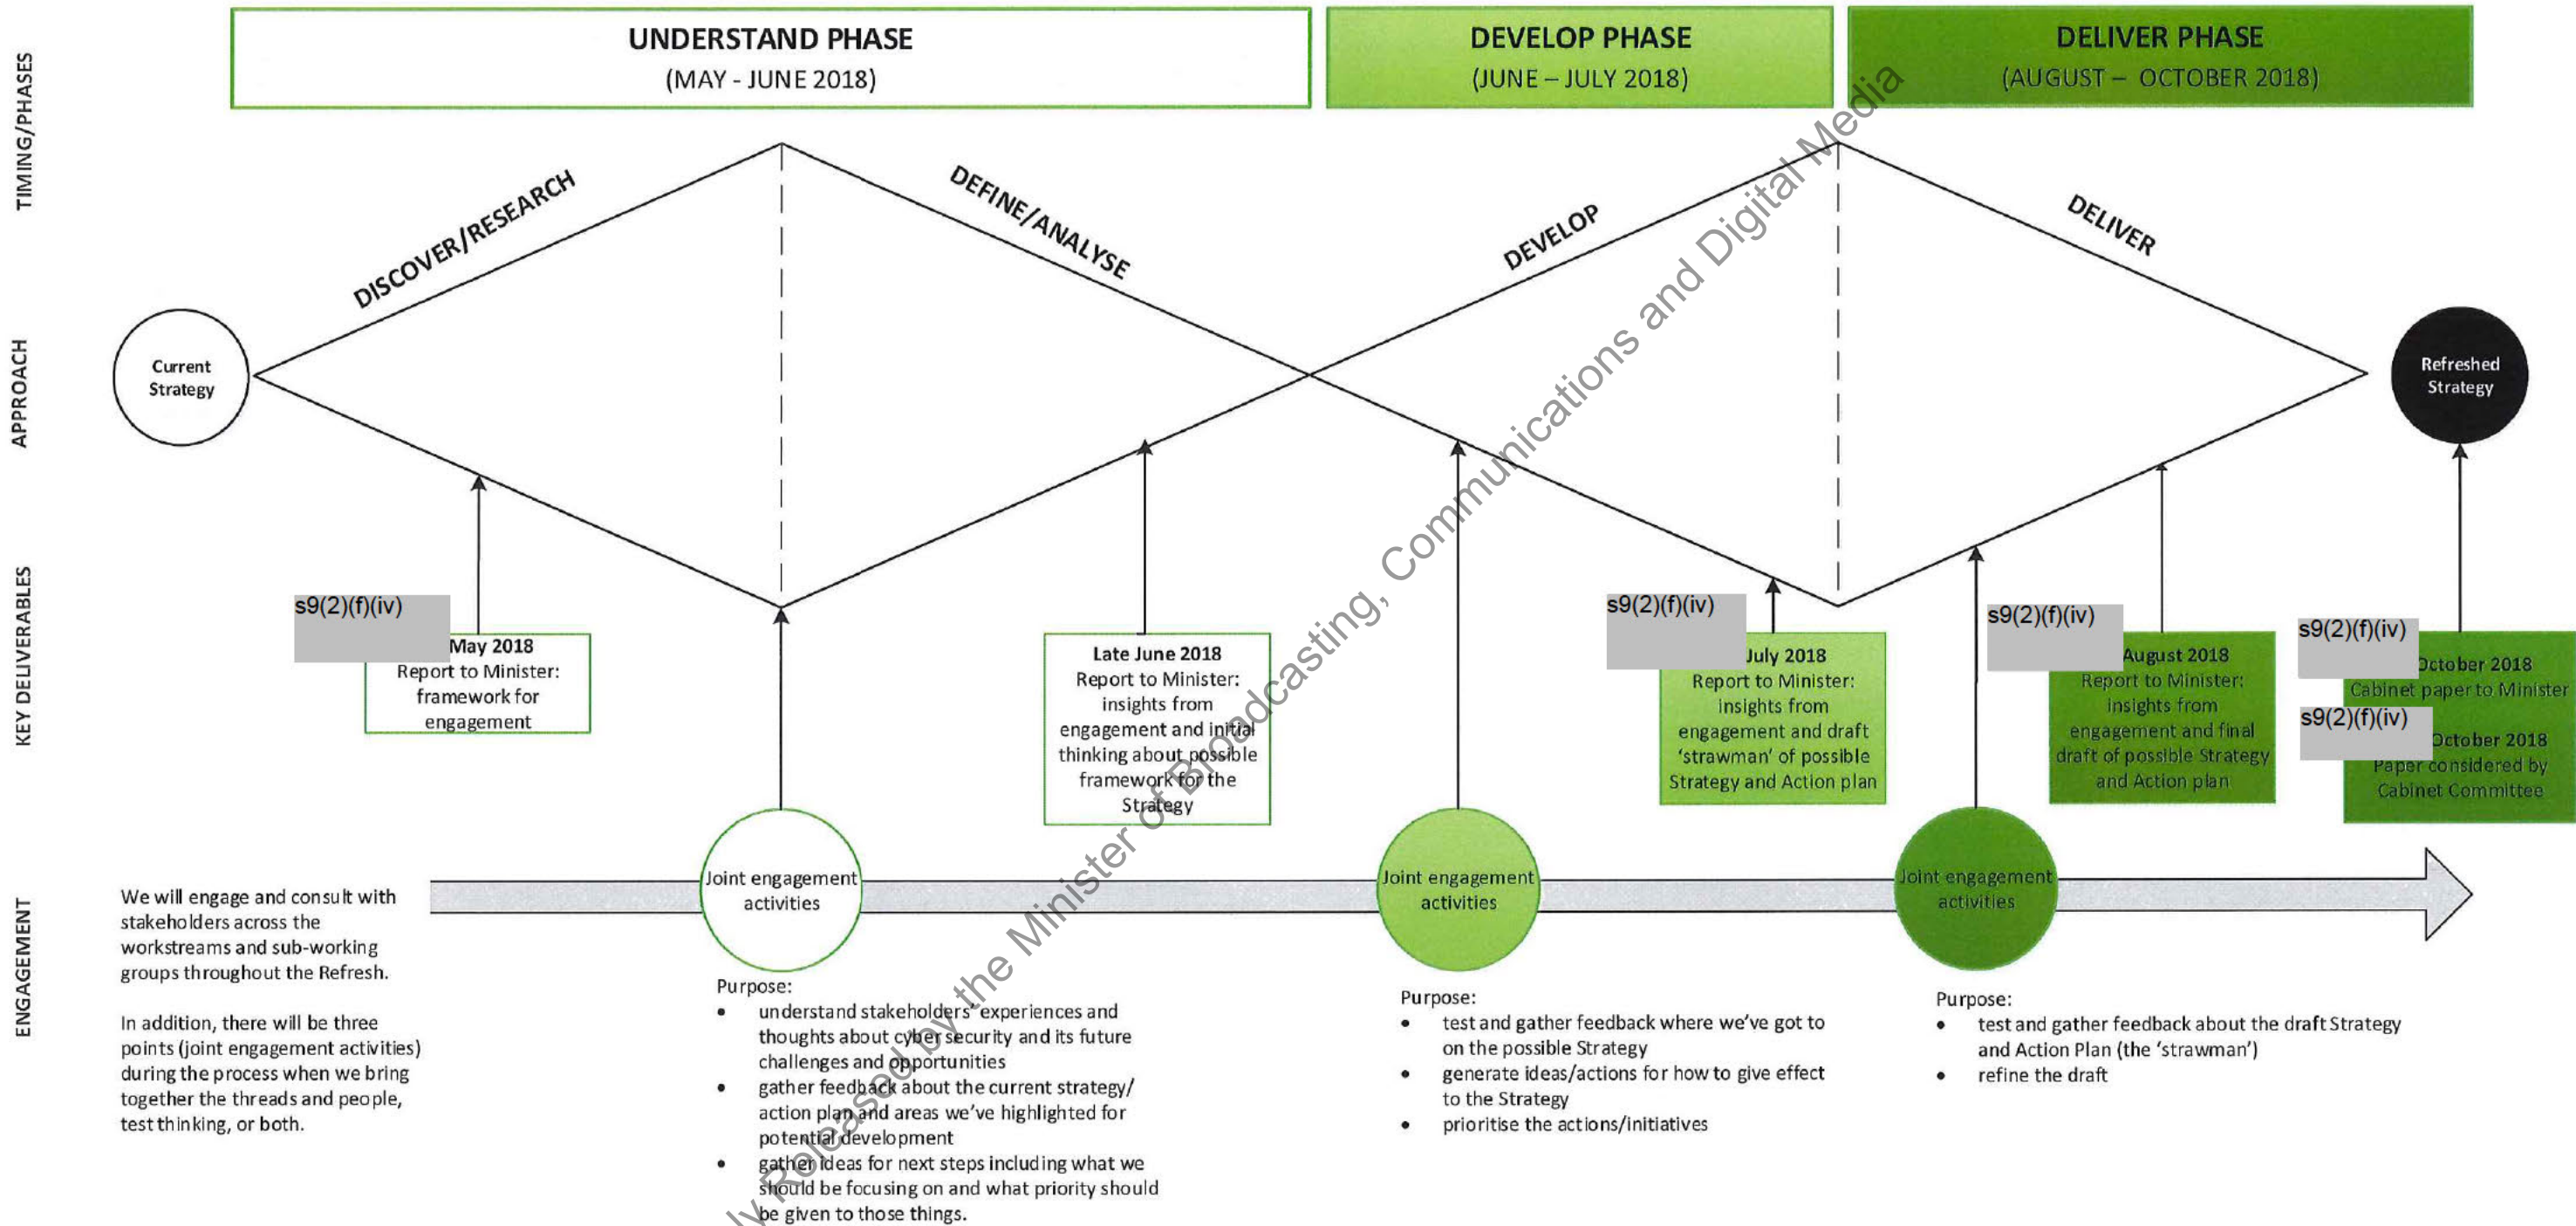 UNDERSTAND PHASE
(MAY - JUNE 2018)
DEVELOP PHASE
(JUNE – JULY 2018)
DELIVER PHASE
(AUGUST – OCTOBER 2018)
TIMING/PHASES
DISCOVER/RESEARCH
DEFINE/ANALYSE
DEVELOP
DELIVER
APPROACH
Current
Strategy
Refreshed
Strategy
KEY DELIVERABLES
s9(2)(f)(iv)
May 2018
Report to Minister:
framework for
engagement
Late June 2018
Report to Minister:
insights from
engagement and initial
thinking about possible
framework for the
Strategy
s9(2)(f)(iv)
July 2018
Report to Minister:
insights from
engagement and draft
‘strawman’ of possible
Strategy and Action plan
s9(2)(f)(iv)
August 2018
Report to Minister:
insights from
engagement and final
draft of possible Strategy
and Action plan
s9(2)(f)(iv)
October 2018
Cabinet paper to Minister
s9(2)(f)(iv)
October 2018
Paper considered by
Cabinet Committee
ENGAGEMENT
We will engage and consult with
stakeholders across the
workstreams and sub-working
groups throughout the Refresh.
In addition, there will be three
points (joint engagement activities)
during the process when we bring
together the threads and people,
test thinking, or both.
Joint engagement
activities
Purpose:
• understand stakeholders’ experiences and
thoughts about cyber security and its future
challenges and opportunities
• gather feedback about the current strategy/
action plan and areas we’ve highlighted for
potential development
• gather ideas for next steps including what we
should be focusing on and what priority should
be given to those things.
Joint engagement
activities
Purpose:
• test and gather feedback where we’ve got to
on the possible Strategy
• generate ideas/actions for how to give effect
to the Strategy
• prioritise the actions/initiatives
Joint engagement
activities
Purpose:
• test and gather feedback about the draft Strategy
and Action Plan (the ‘strawman’)
• refine the draft
Released by the Minister of Broadcasting, Communications and Digital Media